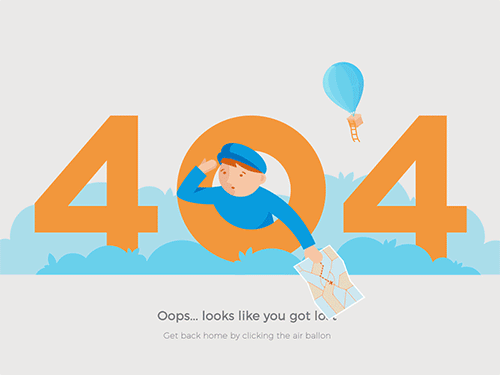 404
Oops... looks like you got
Get back home by clicking the air ballon